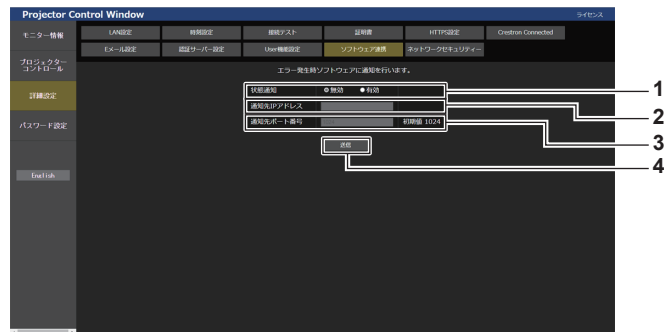 Projector Control Window
ライセンス
モニター情報
プロジェクター
コントロール
詳細設定
パスワード設定
English
LAN設定 時刻設定 接続テスト 証明書 HTTPS設定 Crestron Connected
Eメール設定 認証サーバー設定 User機能設定 ソフトウェア連携 ネットワークセキュリティー
エラー発生時ソフトウェアに通知を行います。
状態通知 無効 有効
通知先IPアドレス
通知先ポート番号 初期値 1024
送信
1
2
3
4